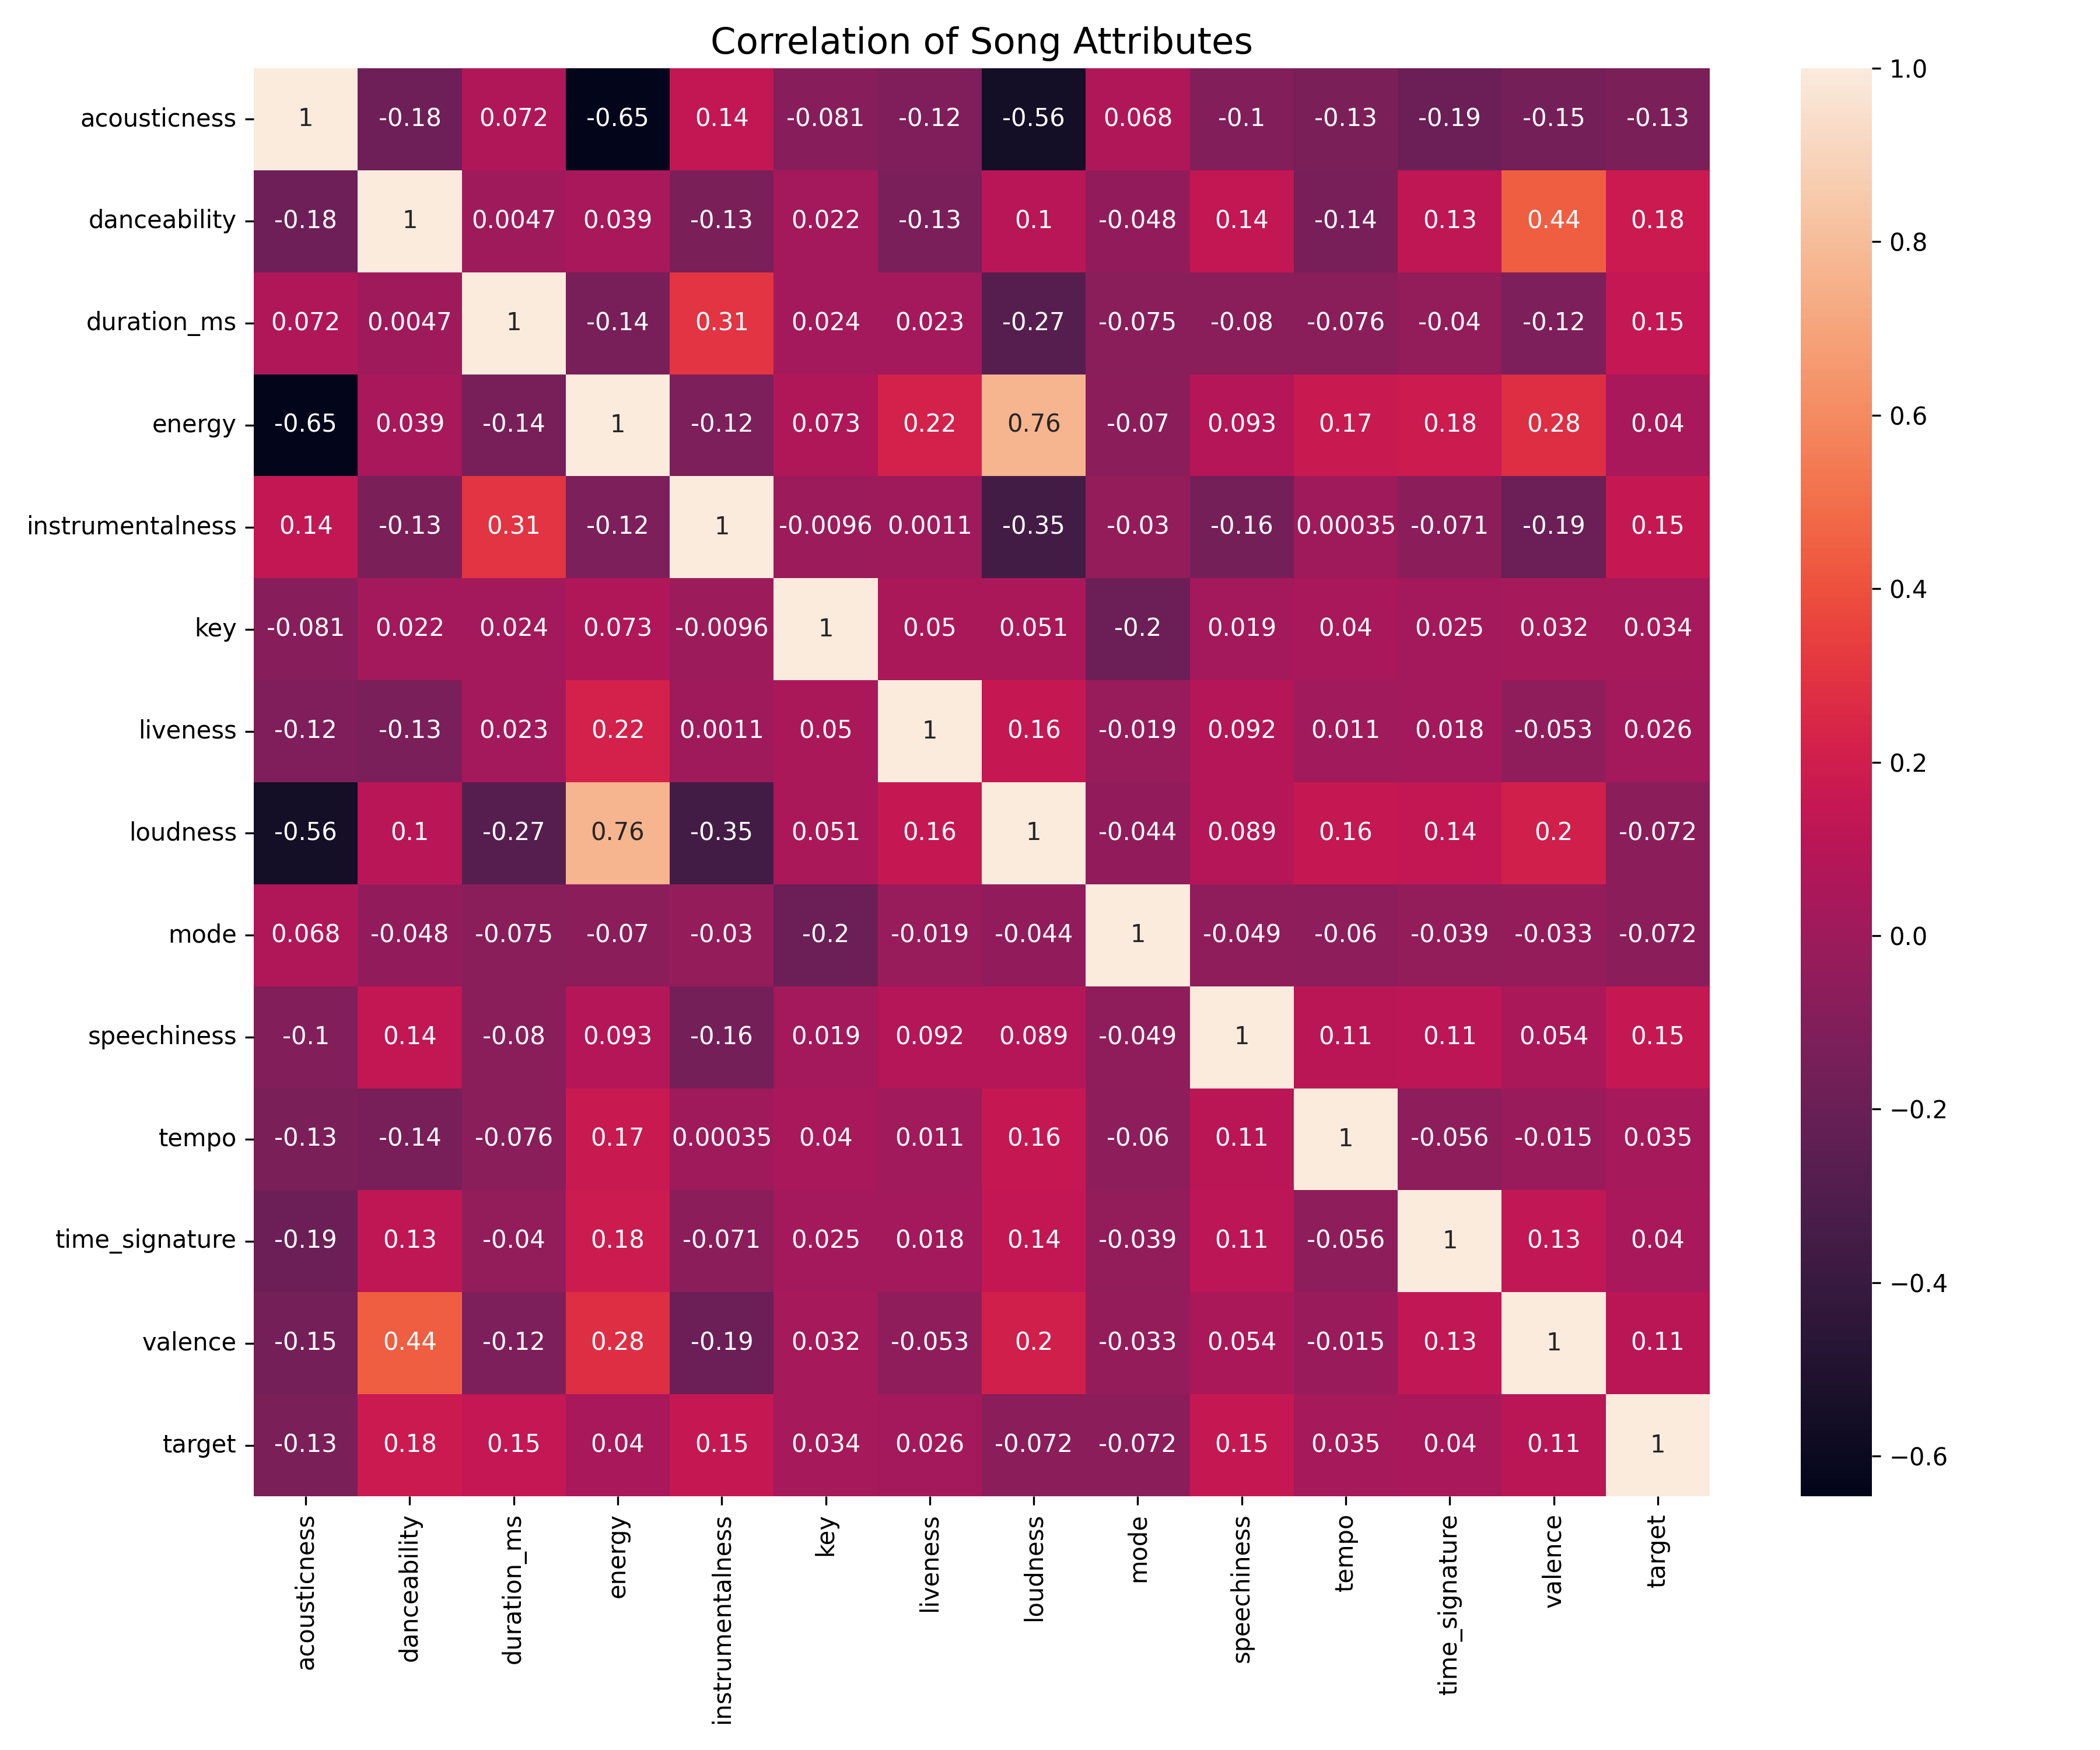 Correlation of Song Attributes
acousticness 1 -0.18 0.072 -0.65 0.14 -0.081 -0.12 -0.56 0.068 -0.1 -0.13 -0.19 -0.15 -0.13
danceability -0.18 1 0.0047 0.039 -0.13 0.022 -0.13 0.1 -0.048 0.14 -0.14 0.13 0.44 0.18
duration_ms 0.072 0.0047 1 -0.14 0.31 0.024 0.023 -0.27 -0.075 -0.08 -0.076 -0.04 -0.12 0.15
energy -0.65 0.039 -0.14 1 -0.12 0.073 0.22 0.76 -0.07 0.093 0.17 0.18 0.28 0.04
instrumentalness 0.14 -0.13 0.31 -0.12 1 -0.0096 0.0011 -0.35 -0.03 -0.16 0.00035 -0.071 -0.19 0.15
key -0.081 0.022 0.024 0.073 -0.0096 1 0.05 0.051 -0.2 0.019 0.04 0.025 0.032 0.034
liveness -0.12 -0.13 0.023 0.22 0.0011 0.05 1 0.16 -0.019 0.092 0.011 0.018 -0.053 0.026
loudness -0.56 0.1 -0.27 0.76 -0.35 0.051 0.16 1 -0.044 0.089 0.16 0.14 0.2 -0.072
mode 0.068 -0.048 -0.075 -0.07 -0.03 -0.2 -0.019 -0.044 1 -0.049 -0.06 -0.039 -0.033 -0.072
speechiness -0.1 0.14 -0.08 0.093 -0.16 0.019 0.092 0.089 -0.049 1 0.11 0.11 0.054 0.15
tempo -0.13 -0.14 -0.076 0.17 0.00035 0.04 0.011 0.16 -0.06 0.11 1 -0.056 -0.015 0.035
time_signature -0.19 0.13 -0.04 0.18 -0.071 0.025 0.018 0.14 -0.039 0.11 -0.056 1 0.13 0.04
valence -0.15 0.44 -0.12 0.28 -0.19 0.032 -0.053 0.2 -0.033 0.054 -0.015 0.13 1 0.11
target -0.13 0.18 0.15 0.04 0.15 0.034 0.026 -0.072 -0.072 0.15 0.035 0.04 0.11 1
acousticness danceability duration_ms energy instrumentalness key liveness loudness mode speechiness tempo time_signature valence target
1.0
0.8
0.6
0.4
0.2
0.0
−0.2
−0.4
−0.6